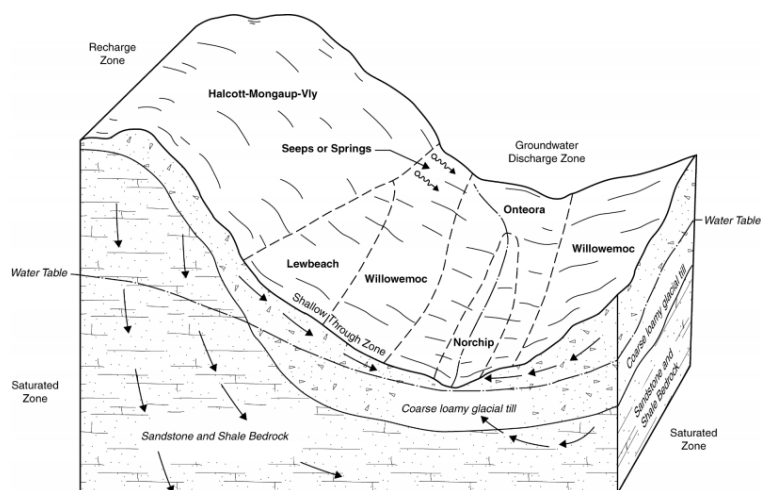 Recharge
Zone
Halcott-Mongaup-Vly
Seeps or Springs
Groundwater
Discharge Zone
Onteora
Water Table
Willowemoc
Lewbeach
Willowemoc
Water Table
Shallow Through Zone
Norchip
Coarse loamy glacial till
Saturated
Zone
Coarse loamy glacial till
Sandstone and Shale Bedrock
Sandstone and
Shale Bedrock
Saturated
Zone